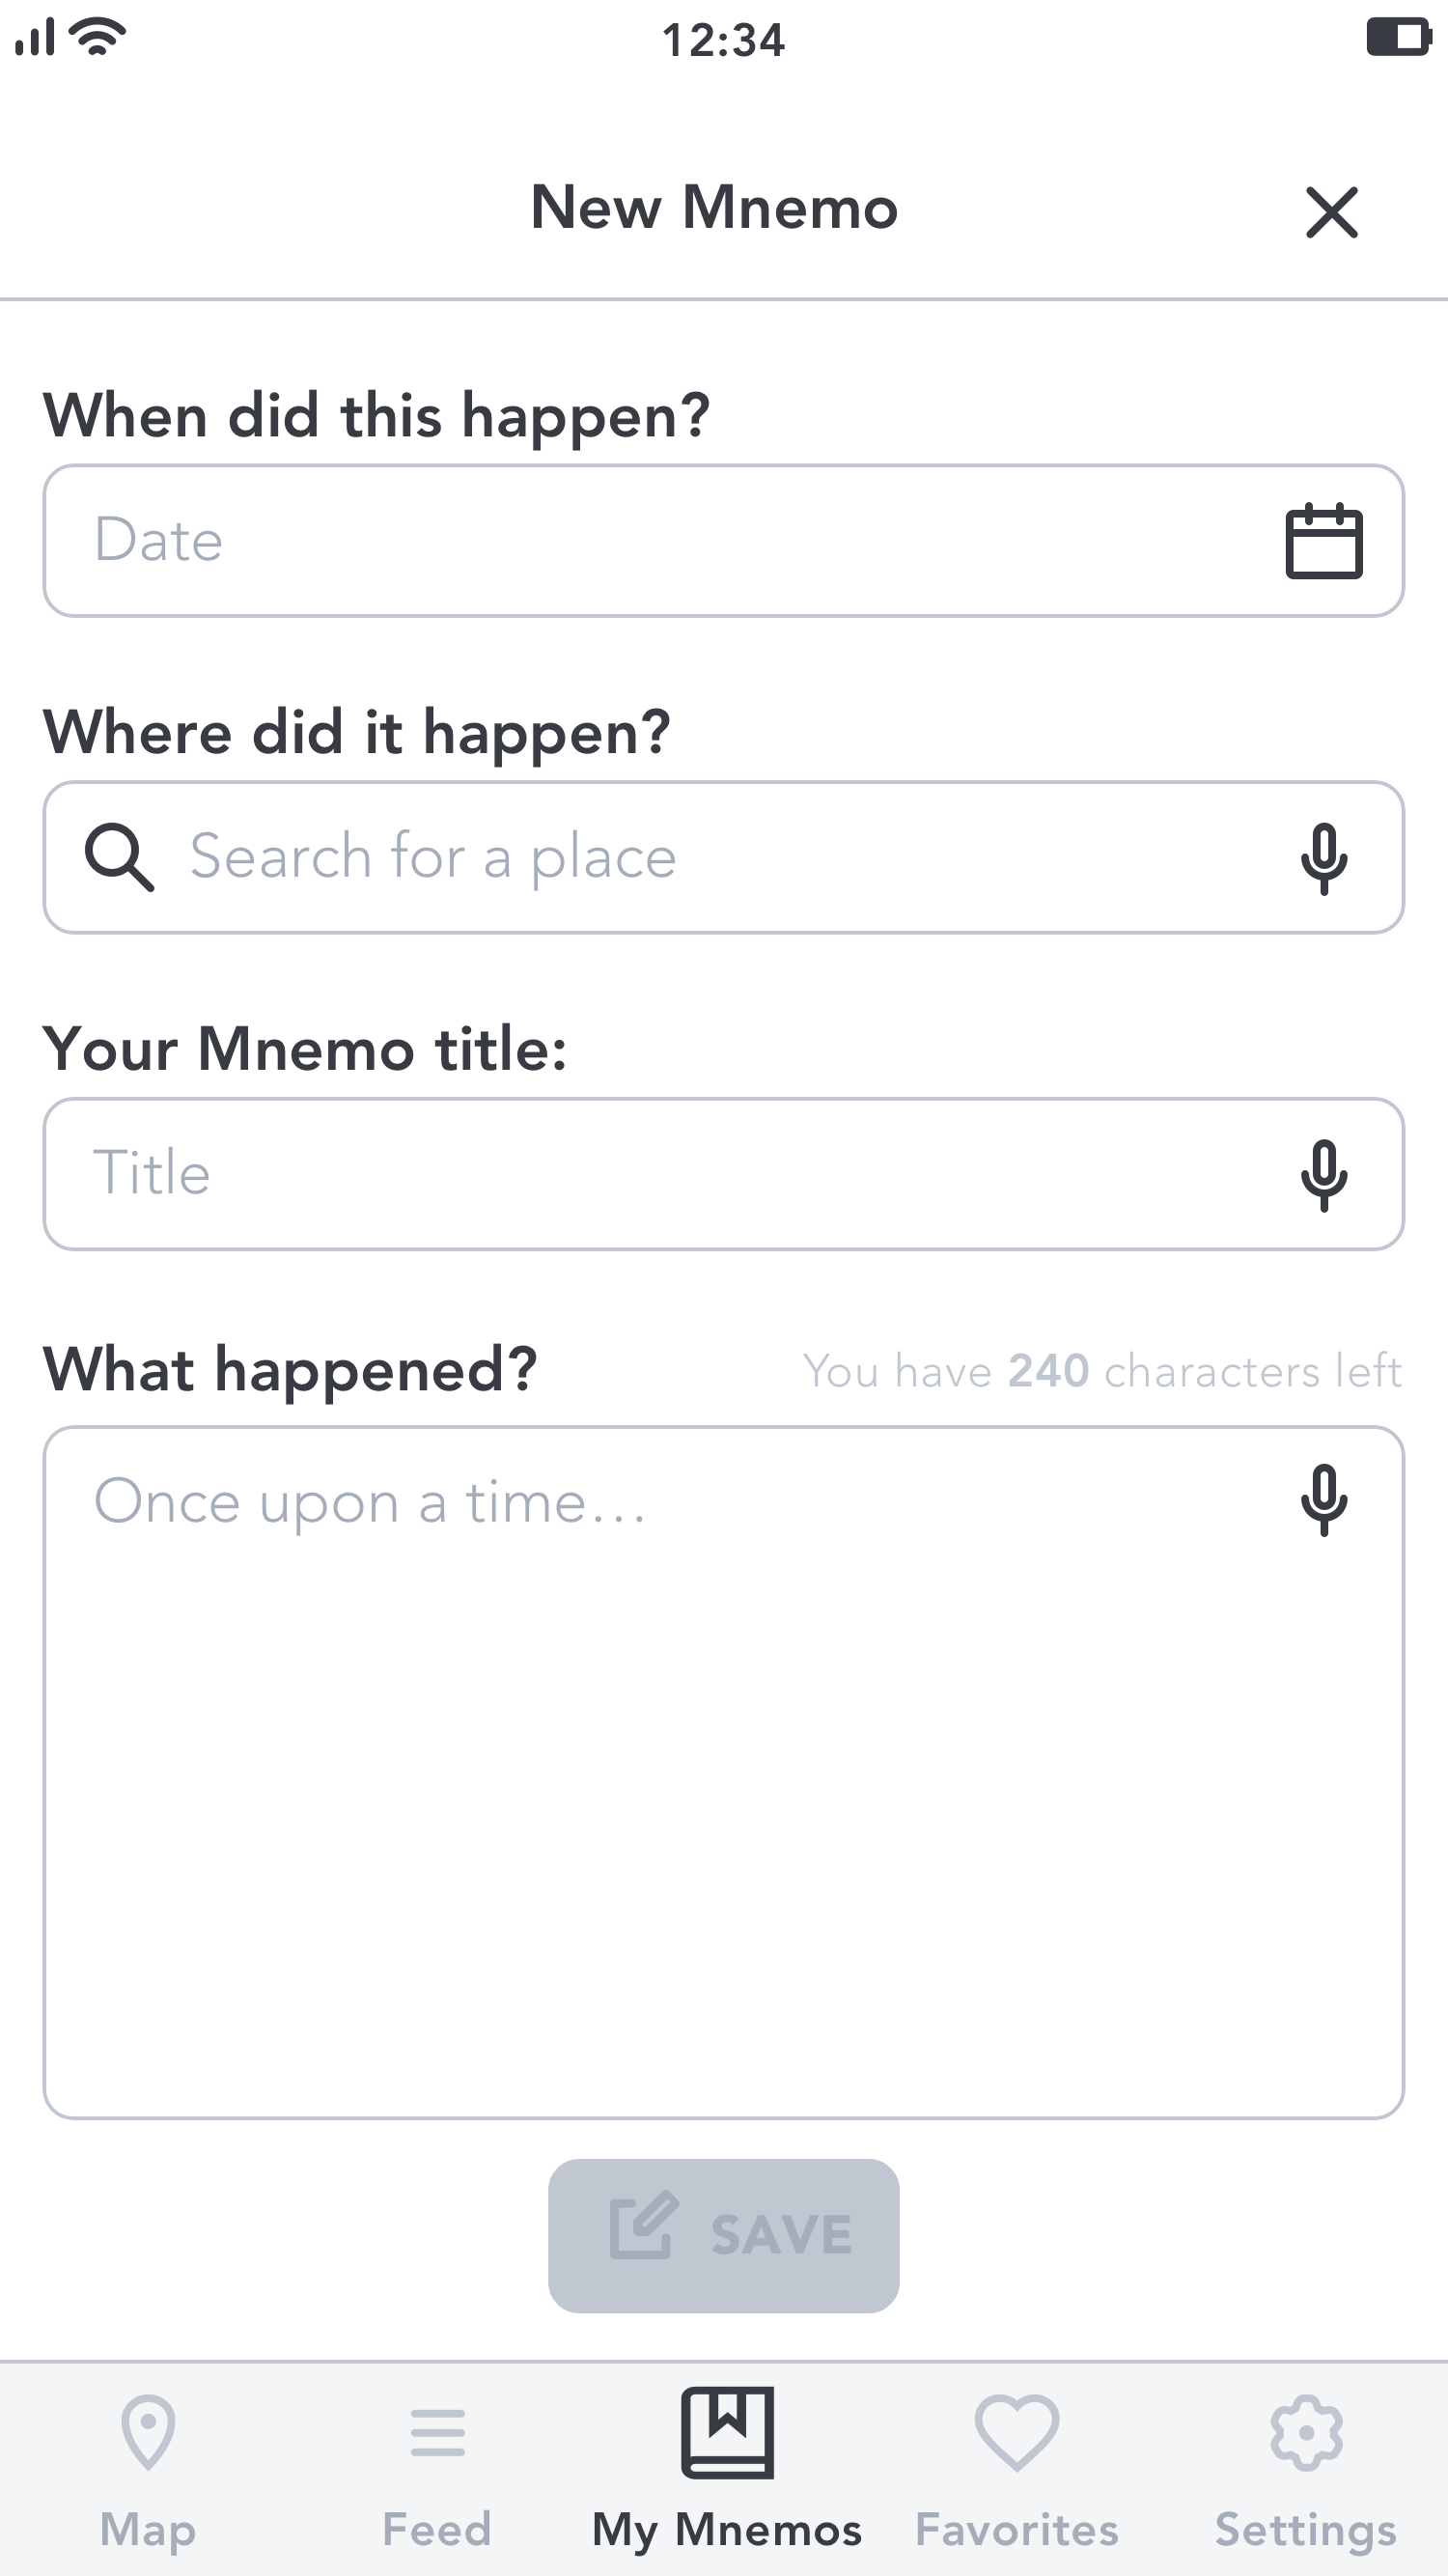 12:34
New Mnemo
When did this happen?
Date
Where did it happen?
Search for a place
Your Mnemo title:
Title
What happened? You have 240 characters left
Once upon a time...
SAVE
Map Feed My Mnemos Favorites Settings